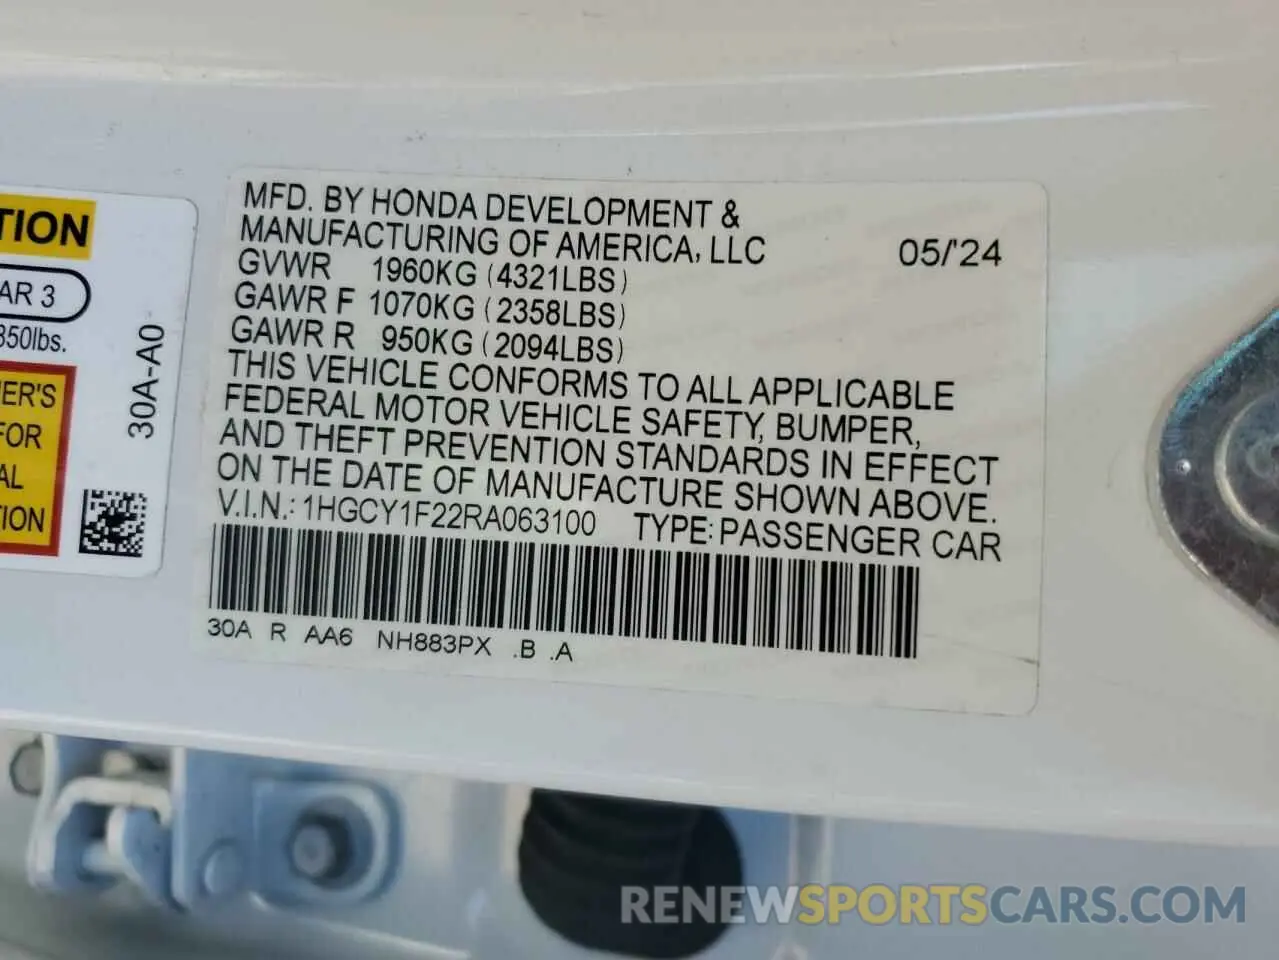 TION
AR 3
350lbs.
ER'S
FOR
AL
TION
30A-A0
MFD. BY HONDA DEVELOPMENT &
MANUFACTURING OF AMERICA, LLC 05/'24
GVWR 1960KG (4321LBS)
GAWR F 1070KG (2358LBS)
GAWR R 950KG (2094LBS)
THIS VEHICLE CONFORMS TO ALL APPLICABLE
FEDERAL MOTOR VEHICLE SAFETY, BUMPER,
AND THEFT PREVENTION STANDARDS IN EFFECT
ON THE DATE OF MANUFACTURE SHOWN ABOVE.
V.I.N.: 1HGCY1F22RA063100 TYPE: PASSENGER CAR
30A R AA6 NH883PX .B .A
RENEWSPORTSCARS.COM